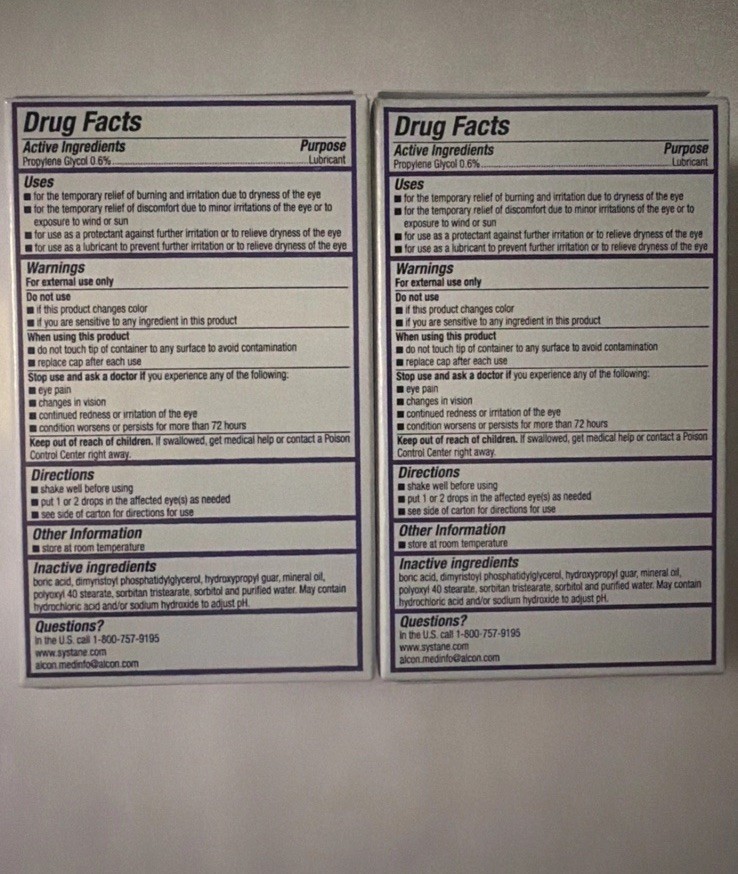 Drug Facts
Active Ingredients Purpose
Propylene Glycol 0.6% Lubricant
Uses
■ for the temporary relief of burning and irritation due to dryness of the eye
■ for the temporary relief of discomfort due to minor irritations of the eye or to
exposure to wind or sun
■ for use as a protectant against further irritation or to relieve dryness of the eye
■ for use as a lubricant to prevent further irritation or to relieve dryness of the eye
Warnings
For external use only
Do not use
■ if this product changes color
■ if you are sensitive to any ingredient in this product
When using this product
■ do not touch tip of container to any surface to avoid contamination
■ replace cap after each use
Stop use and ask a doctor if you experience any of the following:
■ eye pain
■ changes in vision
■ continued redness or irritation of the eye
■ condition worsens or persists for more than 72 hours
Keep out of reach of children. If swallowed, get medical help or contact a Poison
Control Center right away.
Directions
■ shake well before using
■ put 1 or 2 drops in the affected eye(s) as needed
■ see side of carton for directions for use
Other Information
■ store at room temperature
Inactive ingredients
boric acid, dimyristoyl phosphatidylglycerol, hydroxypropyl guar, mineral oil,
polyoxyl 40 stearate, sorbitan tristearate, sorbitol and purified water. May contain
hydrochloric acid and/or sodium hydroxide to adjust pH.
Questions?
In the U.S. call 1-800-757-9195
www.systane.com
alcon.medinfo@alcon.com
Drug Facts
Active Ingredients Purpose
Propylene Glycol 0.6% Lubricant
Uses
■ for the temporary relief of burning and irritation due to dryness of the eye
■ for the temporary relief of discomfort due to minor irritations of the eye or to
exposure to wind or sun
■ for use as a protectant against further irritation or to relieve dryness of the eye
■ for use as a lubricant to prevent further irritation or to relieve dryness of the eye
Warnings
For external use only
Do not use
■ if this product changes color
■ if you are sensitive to any ingredient in this product
When using this product
■ do not touch tip of container to any surface to avoid contamination
■ replace cap after each use
Stop use and ask a doctor if you experience any of the following:
■ eye pain
■ changes in vision
■ continued redness or irritation of the eye
■ condition worsens or persists for more than 72 hours
Keep out of reach of children. If swallowed, get medical help or contact a Poison
Control Center right away.
Directions
■ shake well before using
■ put 1 or 2 drops in the affected eye(s) as needed
■ see side of carton for directions for use
Other Information
■ store at room temperature
Inactive ingredients
boric acid, dimyristoyl phosphatidylglycerol, hydroxypropyl guar, mineral oil,
polyoxyl 40 stearate, sorbitan tristearate, sorbitol and purified water. May contain
hydrochloric acid and/or sodium hydroxide to adjust pH.
Questions?
In the U.S. call 1-800-757-9195
www.systane.com
alcon.medinfo@alcon.com